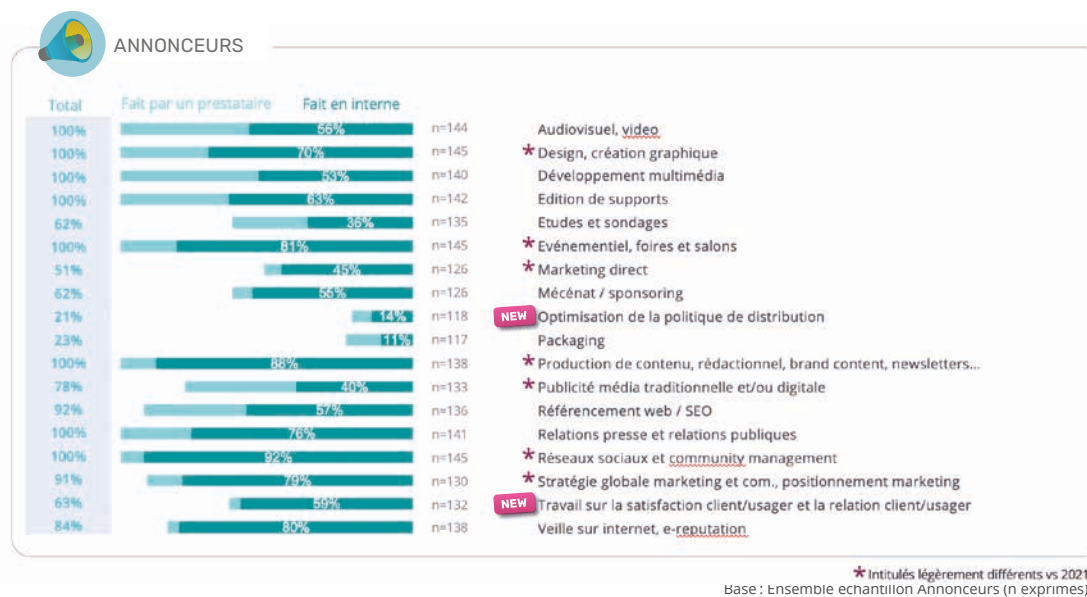 ANNONCEURS
Total Fait par un prestataire Fait en interne
100% 56% n=144 Audiovisuel, video
100% 70% n=145 * Design, création graphique
100% 53% n=140 Développement multimédia
100% 63% n=142 Edition de supports
62% 36% n=135 Etudes et sondages
100% 81% n=145 * Evénementiel, foires et salons
51% 45% n=126 * Marketing direct
62% 55% n=126 Mécénat / sponsoring
21% 14% n=118 NEW Optimisation de la politique de distribution
23% 11% n=117 Packaging
100% 88% n=138 * Production de contenu, rédactionnel, brand content, newsletters...
78% 40% n=133 * Publicité média traditionnelle et/ou digitale
92% 57% n=136 Référencement web / SEO
100% 76% n=141 Relations presse et relations publiques
100% 92% n=145 * Réseaux sociaux et community management
91% 79% n=130 * Stratégie globale marketing et com., positionnement marketing
63% 59% n=132 NEW Travail sur la satisfaction client/usager et la relation client/usager
84% 80% n=138 Veille sur internet, e-reputation
* Intitulés légèrement différents vs 2021
Base : Ensemble échantillon Annonceurs (n exprimés)